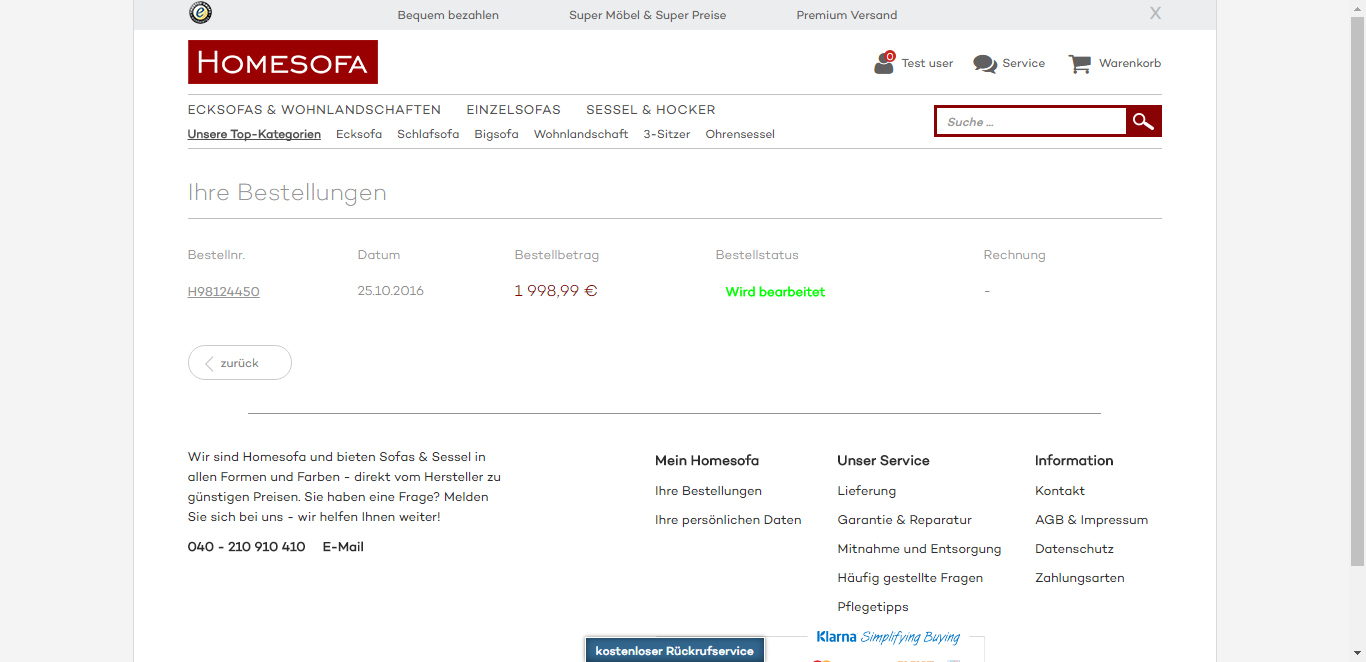 Bequem bezahlen Super Möbel & Super Preise Premium Versand X
HOMESOFA
0 Test user Service Warenkorb
ECKSOFAS & WOHNLANDSCHAFTEN EINZELSOFAS SESSEL & HOCKER
Suche ...
Unsere Top-Kategorien Ecksofa Schlafsofa Bigsofa Wohnlandschaft 3-Sitzer Ohrensessel
Ihre Bestellungen
Bestellnr. Datum Bestellbetrag Bestellstatus Rechnung
H98124450 25.10.2016 1 998,99 € Wird bearbeitet -
zurück
Wir sind Homesofa und bieten Sofas & Sessel in
allen Formen und Farben - direkt vom Hersteller zu
günstigen Preisen. Sie haben eine Frage? Melden
Sie sich bei uns - wir helfen Ihnen weiter!
040 - 210 910 410 E-Mail
Mein Homesofa
Ihre Bestellungen
Ihre persönlichen Daten
Unser Service
Lieferung
Garantie & Reparatur
Mitnahme und Entsorgung
Häufig gestellte Fragen
Pflegetipps
Information
Kontakt
AGB & Impressum
Datenschutz
Zahlungsarten
Klarna Simplifying Buying
kostenloser Rückrufservice